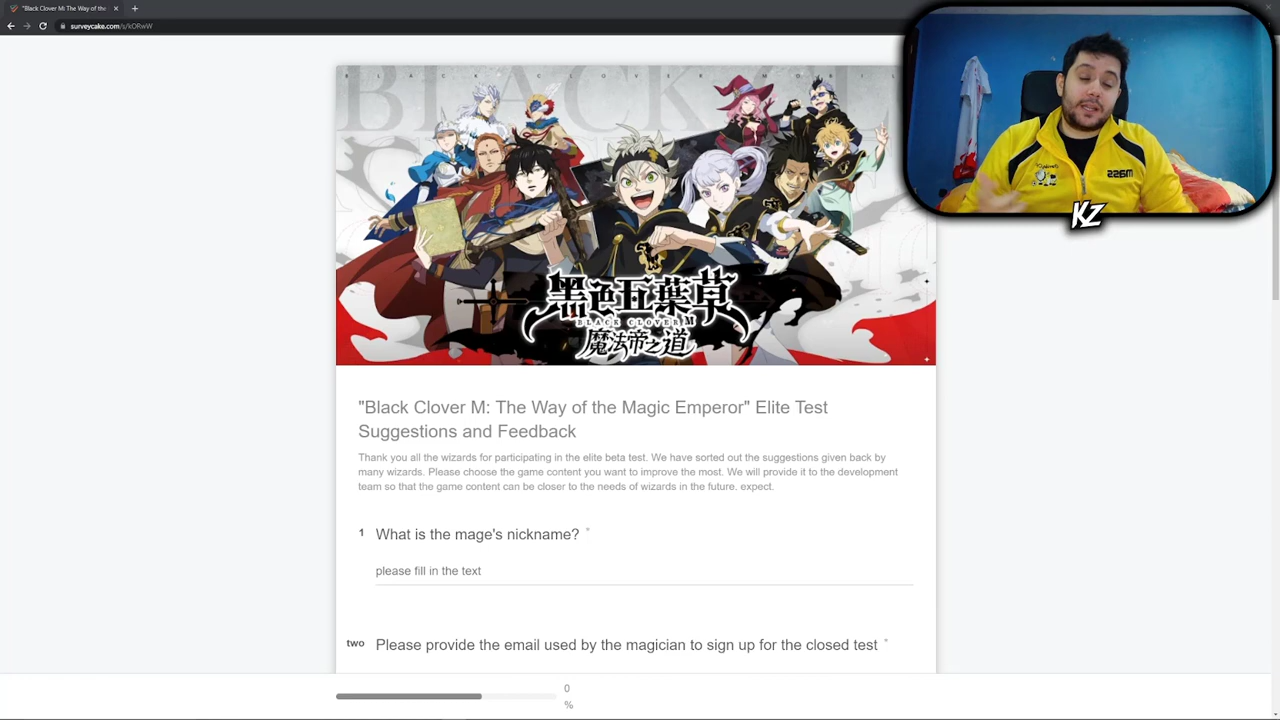 "Black Clover M: The Way of the
surveycake.com/s/kORwW
BLACK CLOVER MOBIL
BLACK
黑色五葉草
BLACK CLOVER M
魔法帝之道
KZ
"Black Clover M: The Way of the Magic Emperor" Elite Test
Suggestions and Feedback
Thank you all the wizards for participating in the elite beta test. We have sorted out the suggestions given back by
many wizards. Please choose the game content you want to improve the most. We will provide it to the development
team so that the game content can be closer to the needs of wizards in the future. expect.
1 What is the mage's nickname? *
please fill in the text
two Please provide the email used by the magician to sign up for the closed test *
0
%